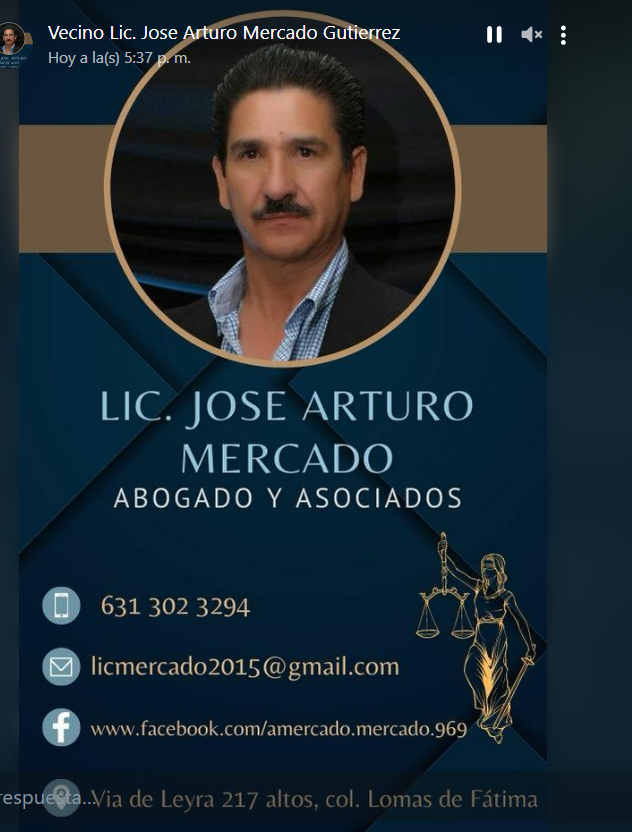 Vecino Lic. Jose Arturo Mercado Gutierrez
Hoy a la(s) 5:37 p. m.
LIC. JOSE ARTURO
MERCADO
ABOGADO Y ASOCIADOS
631 302 3294
licmercado2015@gmail.com
www.facebook.com/amercado.mercado.969
respuesta...
Via de Leyra 217 altos, col. Lomas de Fátima